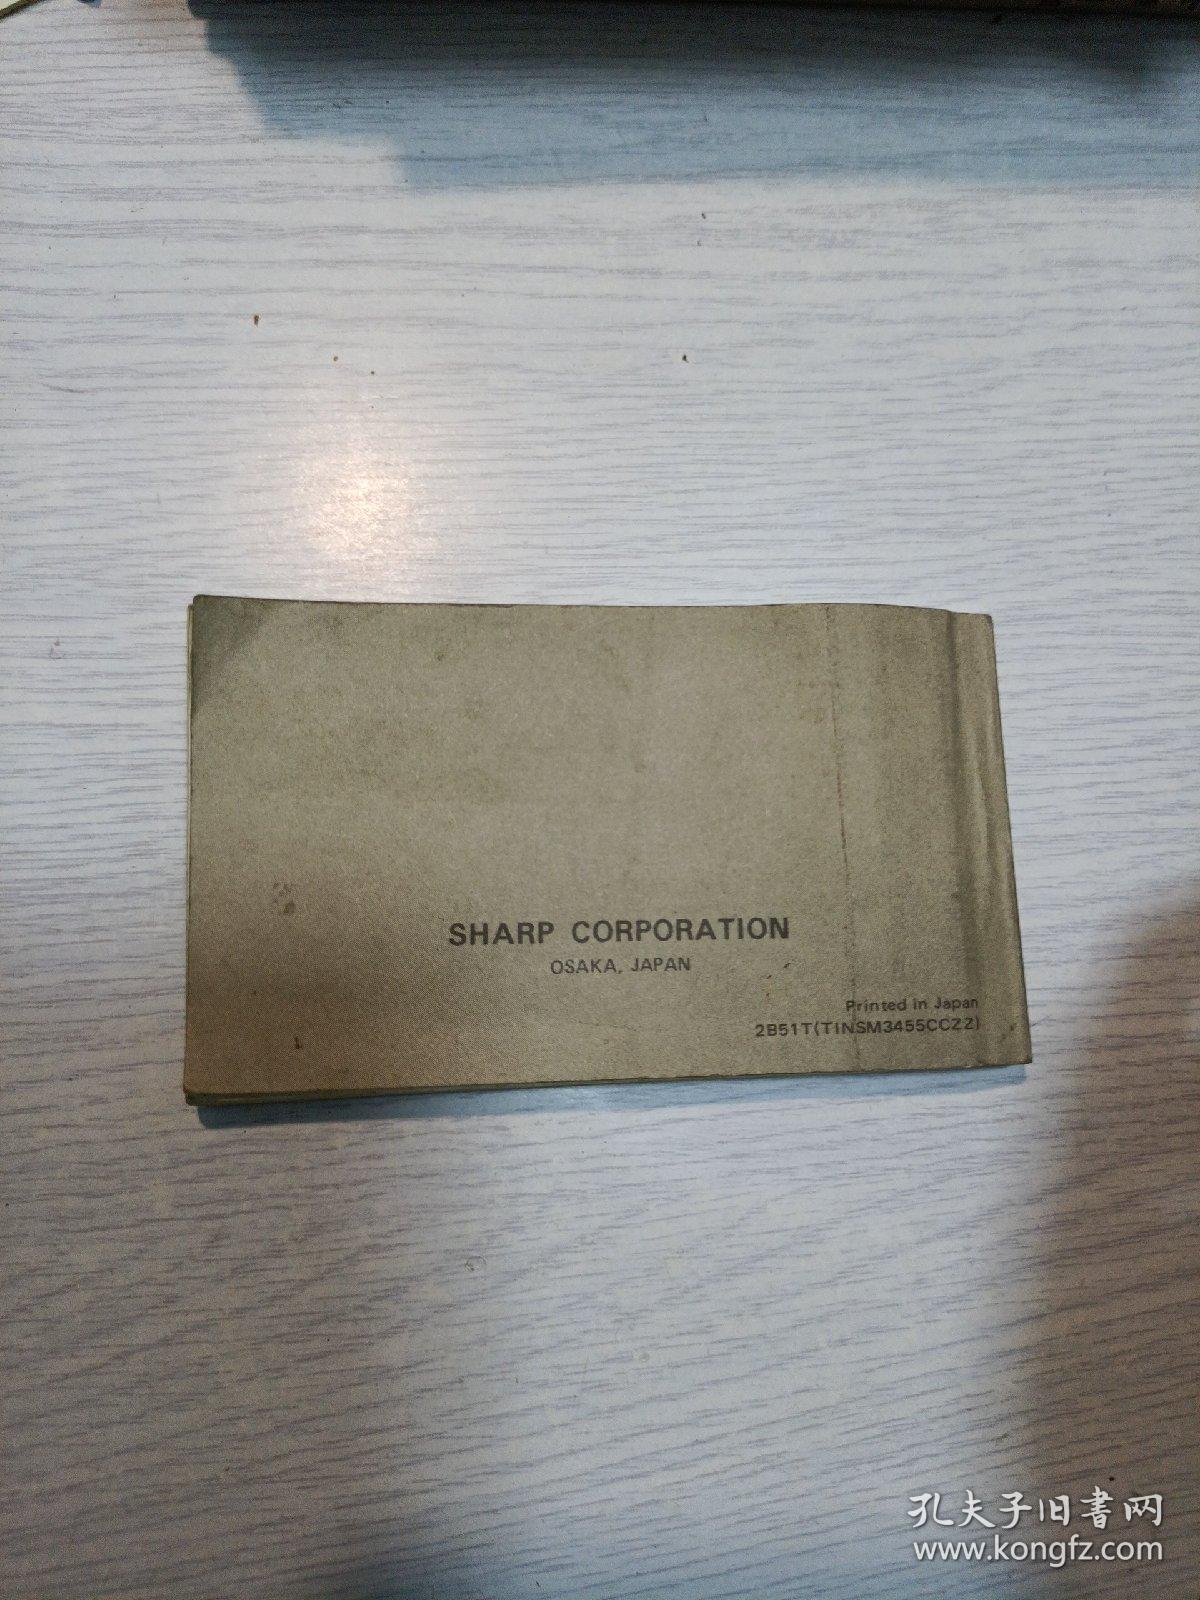 SHARP CORPORATION
OSAKA, JAPAN
Printed in Japan
2B51T(TINSM3455CCZZ)
孔夫子旧书网
www.kongfz.com